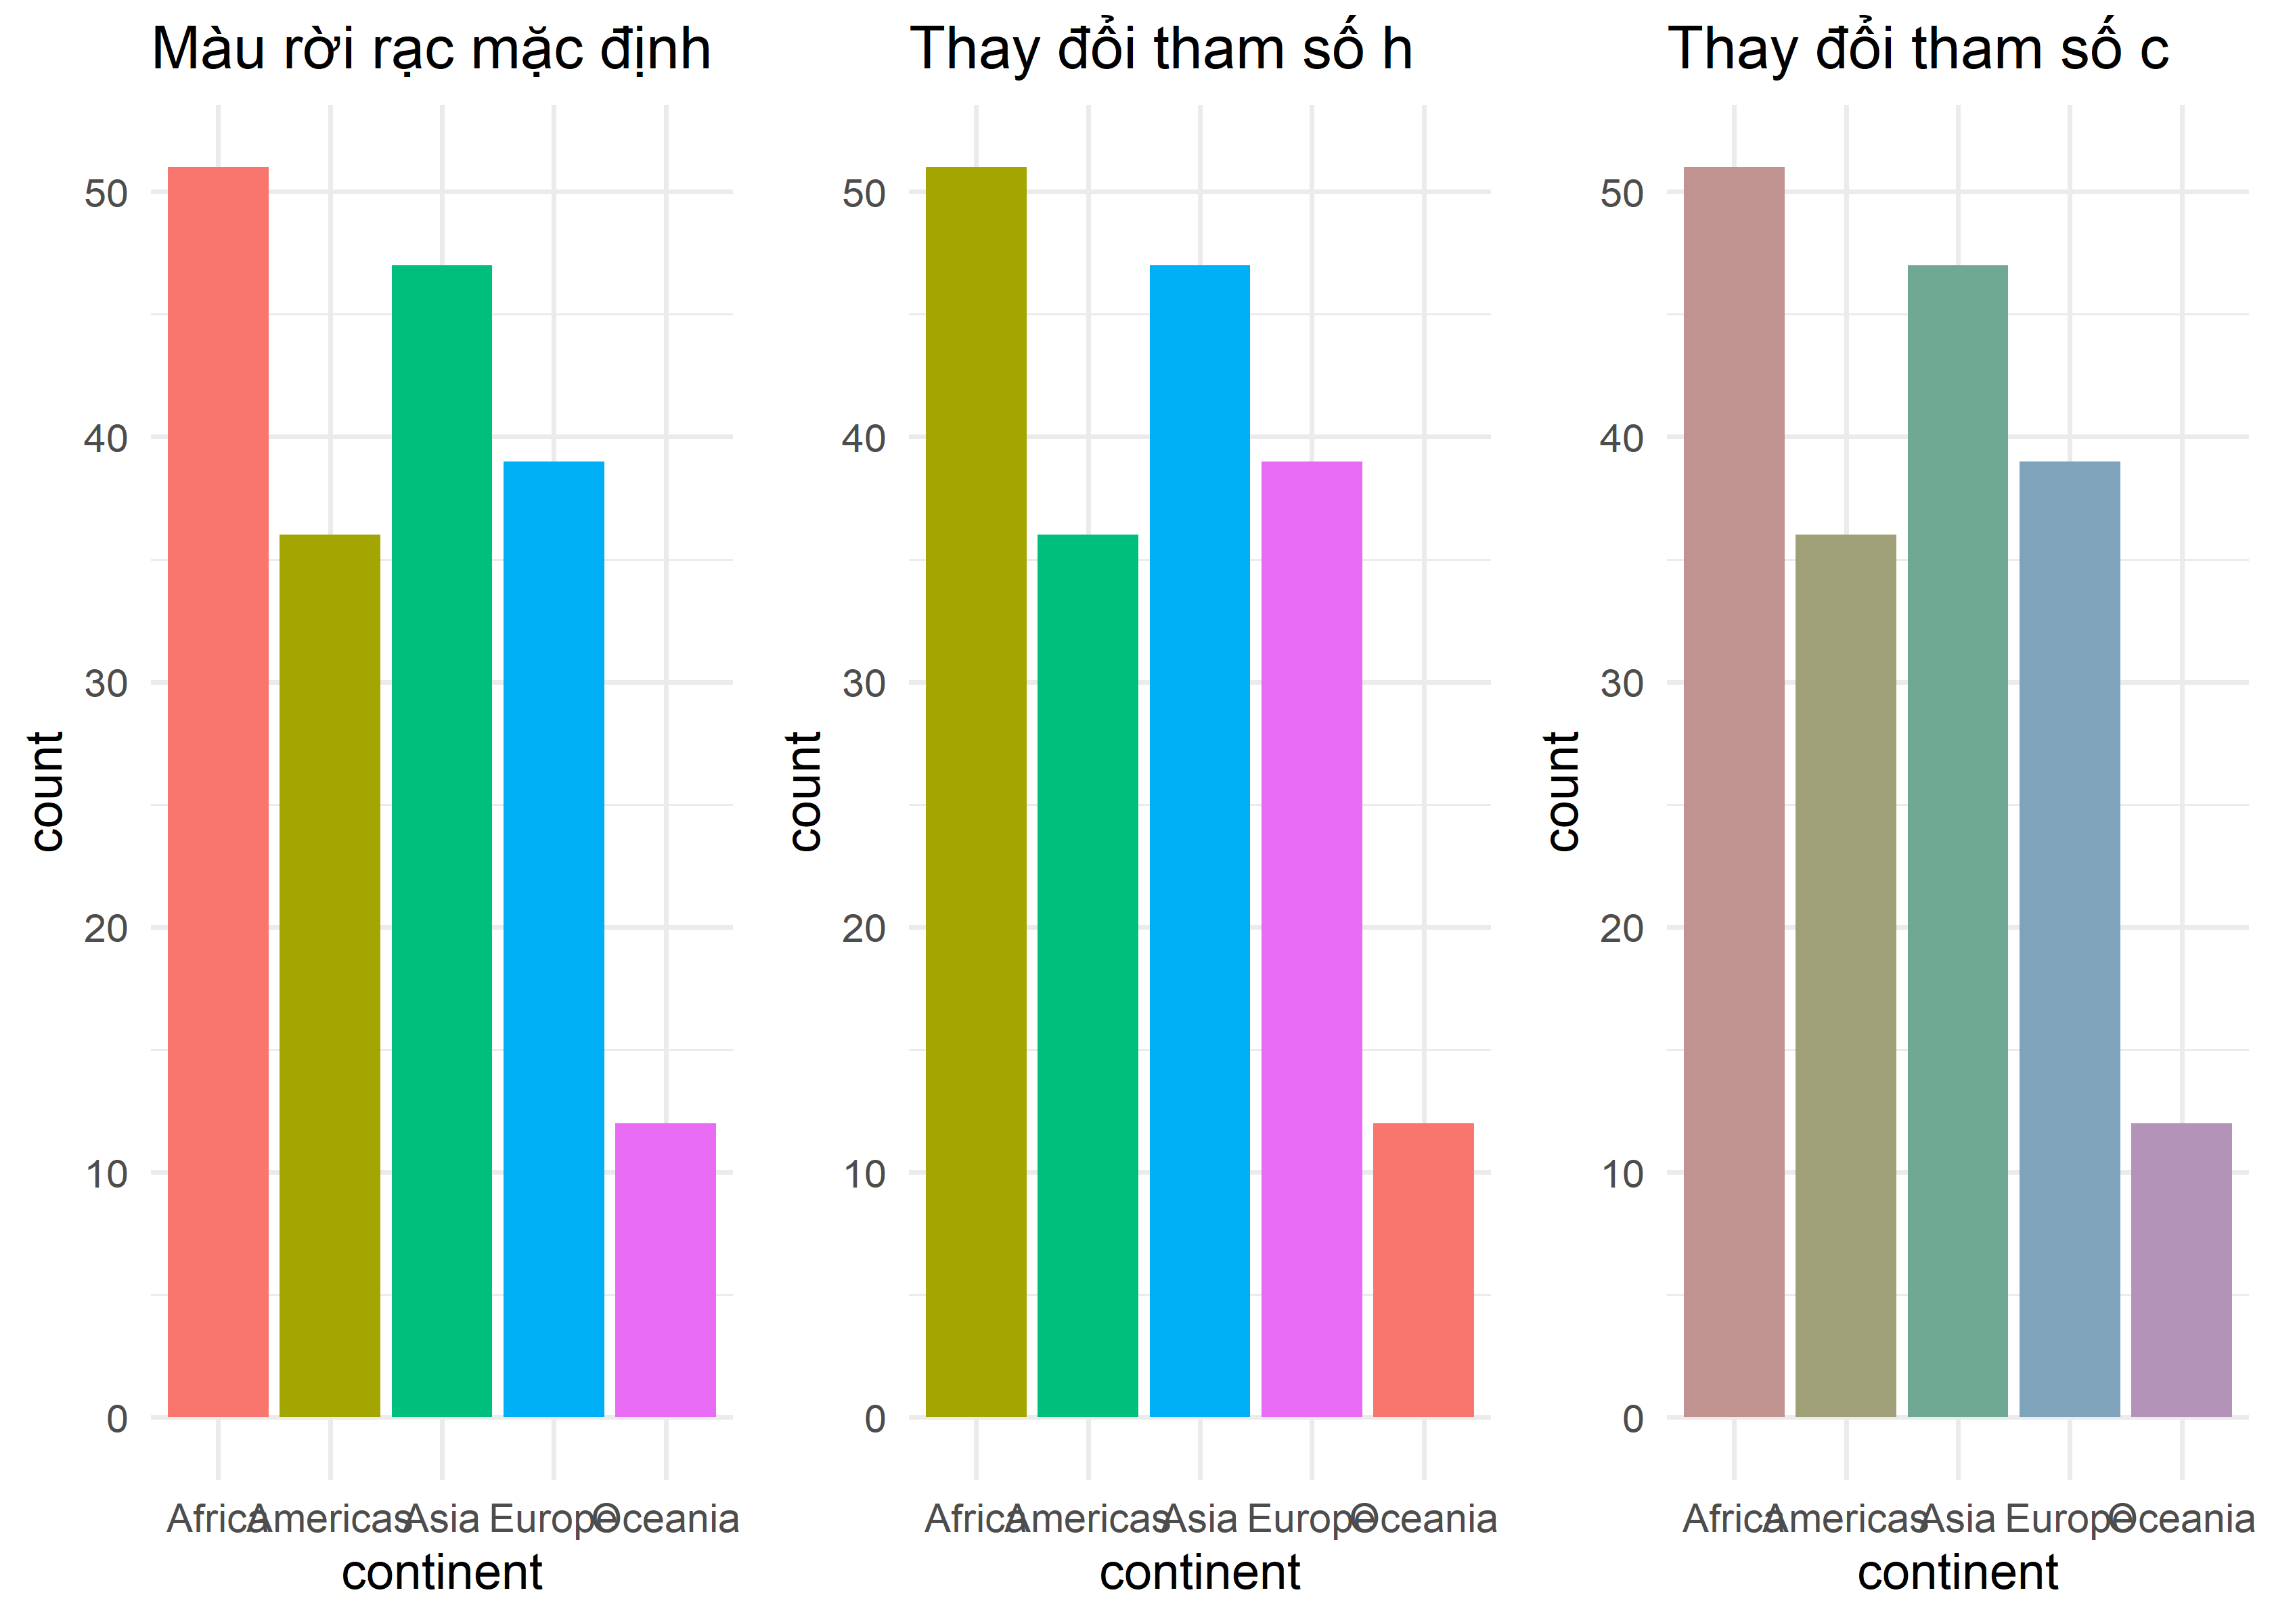 Màu rời rạc mặc định
50
40
30
20
10
0
count
Africa Americas Asia Europe Oceania
continent
Thay đổi tham số h
50
40
30
20
10
0
count
Africa Americas Asia Europe Oceania
continent
Thay đổi tham số c
50
40
30
20
10
0
count
Africa Americas Asia Europe Oceania
continent